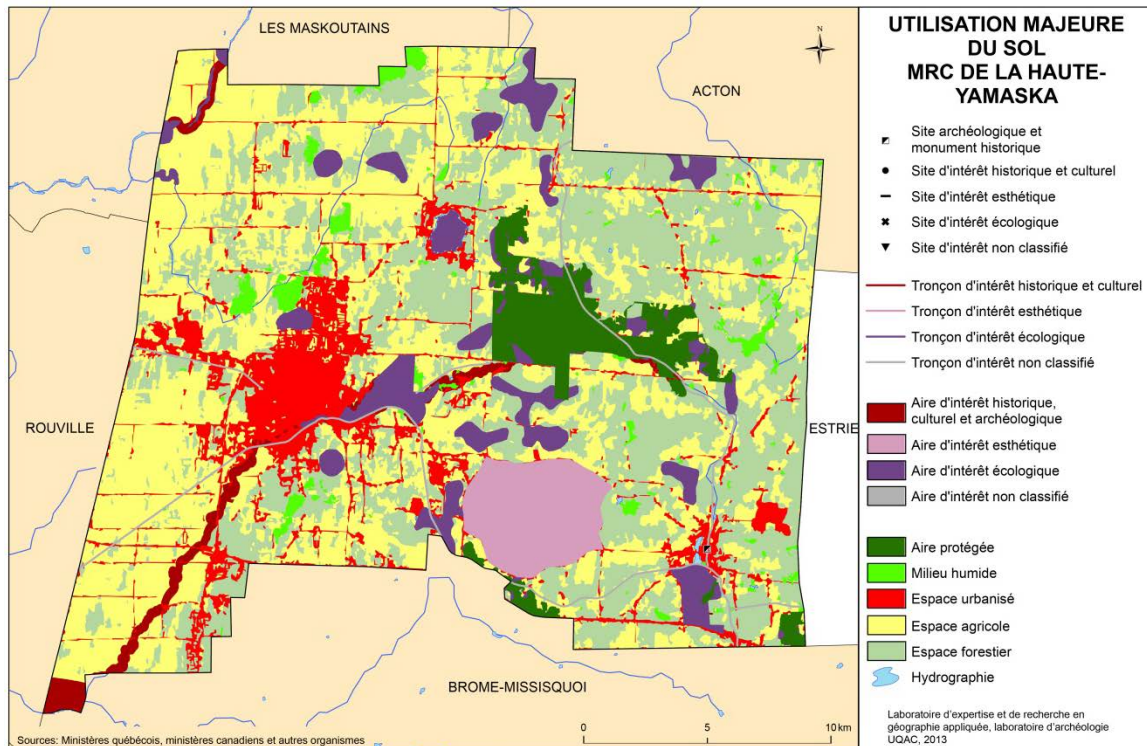 LES MASKOUTAINS
ACTON
ROUVILLE
ESTRIE
BROME-MISSISQUOI
0 5 10 km
Sources: Ministères québécois, ministères canadiens et autres organismes
UTILISATION MAJEURE
DU SOL
MRC DE LA HAUTE-
YAMASKA
Site archéologique et
monument historique
Site d'intérêt historique et culturel
Site d'intérêt esthétique
Site d'intérêt écologique
Site d'intérêt non classifié
Tronçon d'intérêt historique et culturel
Tronçon d'intérêt esthétique
Tronçon d'intérêt écologique
Tronçon d'intérêt non classifié
Aire d'intérêt historique,
culturel et archéologique
Aire d'intérêt esthétique
Aire d'intérêt écologique
Aire d'intérêt non classifié
Aire protégée
Milieu humide
Espace urbanisé
Espace agricole
Espace forestier
Hydrographie
Laboratoire d'expertise et de recherche en
géographie appliquée, laboratoire d'archéologie
UQAC, 2013